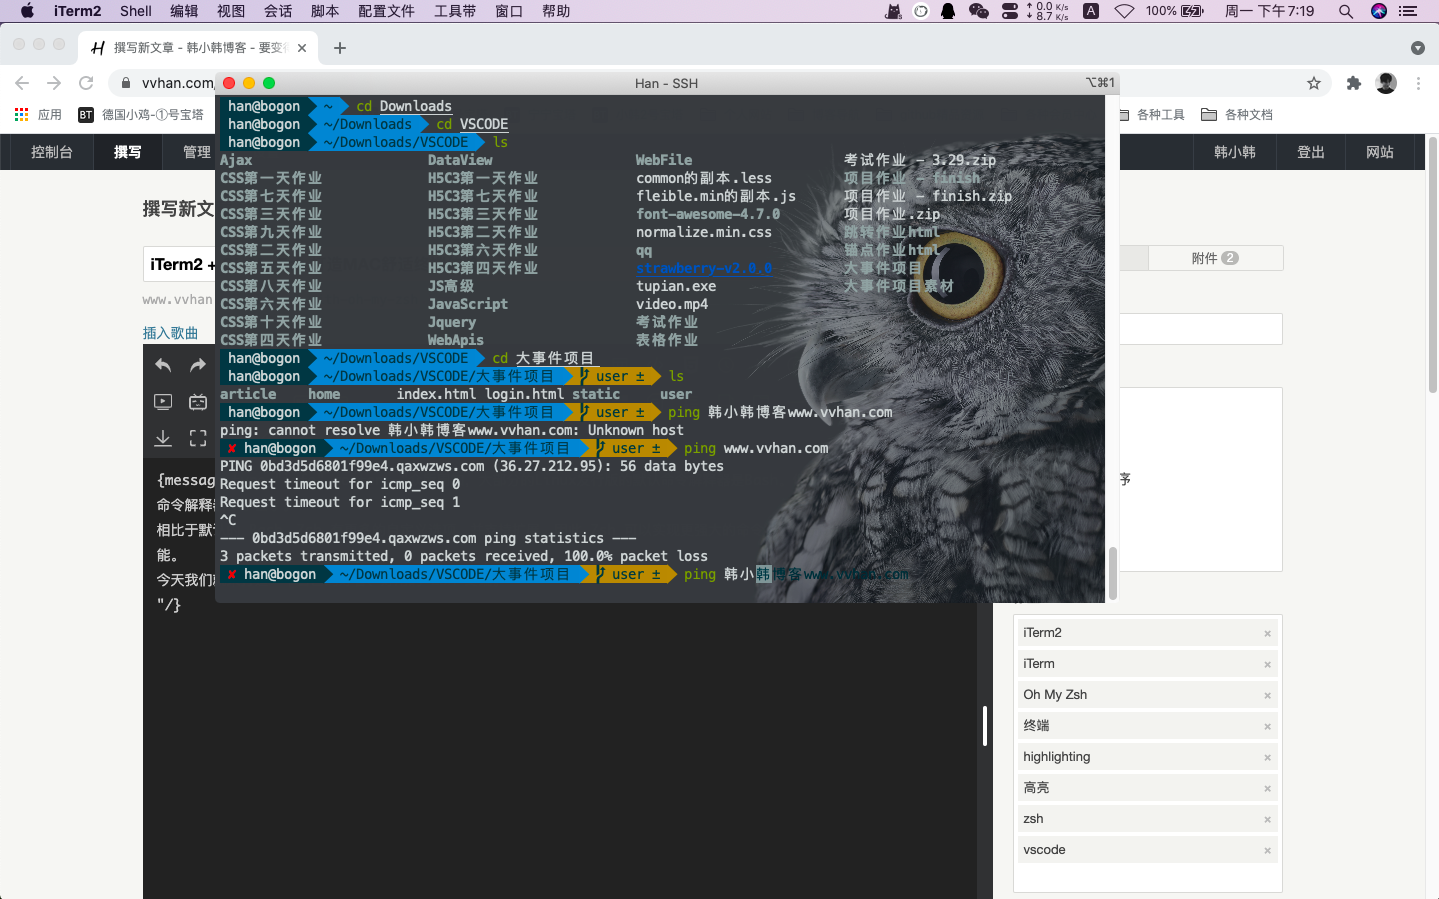 iTerm2 Shell 编辑 视图 会话 脚本 配置文件 工具带 窗口 帮助 0.0 K/s 8.7 K/s A 100% 周一 下午7:19
撰写新文章 - 韩小韩博客 - 要变
vvhan.com
应用 BT 德国小鸡-①号宝塔 各种工具 各种文档
控制台 撰写 管理 韩小韩 登出 网站
撰写新文
iTerm2 +
www.vvhan
插入歌曲
附件 2
序
{messag
命令解释
相比于默
能。
今天我们
"/}
Han - SSH ⌥⌘1
han@bogon ~ cd Downloads
han@bogon ~/Downloads cd VSCODE
han@bogon ~/Downloads/VSCODE ls
Ajax DataView WebFile 考试作业 - 3.29.zip
CSS第一天作业 H5C3第一天作业 common的副本.less 项目作业 - finish
CSS第七天作业 H5C3第七天作业 fleible.min的副本.js 项目作业 - finish.zip
CSS第三天作业 H5C3第三天作业 font-awesome-4.7.0 项目作业.zip
CSS第九天作业 H5C3第二天作业 normalize.min.css 跳转作业html
CSS第二天作业 H5C3第六天作业 qq 锚点作业html
CSS第五天作业 H5C3第四天作业 strawberry-v2.0.0 大事件项目
CSS第八天作业 JS高级 tupian.exe 大事件项目素材
CSS第六天作业 JavaScript video.mp4
CSS第十天作业 Jquery 考试作业
CSS第四天作业 WebApis 表格作业
han@bogon ~/Downloads/VSCODE cd 大事件项目
han@bogon ~/Downloads/VSCODE/大事件项目 user ± ls
article home index.html login.html static user
han@bogon ~/Downloads/VSCODE/大事件项目 user ± ping 韩小韩博客www.vvhan.com
ping: cannot resolve 韩小韩博客www.vvhan.com: Unknown host
✘ han@bogon ~/Downloads/VSCODE/大事件项目 user ± ping www.vvhan.com
PING 0bd3d5d6801f99e4.qaxwzws.com (36.27.212.95): 56 data bytes
Request timeout for icmp_seq 0
Request timeout for icmp_seq 1
^C
--- 0bd3d5d6801f99e4.qaxwzws.com ping statistics ---
3 packets transmitted, 0 packets received, 100.0% packet loss
✘ han@bogon ~/Downloads/VSCODE/大事件项目 user ± ping 韩小韩博客www.vvhan.com
iTerm2 ×
iTerm ×
Oh My Zsh ×
终端 ×
highlighting ×
高亮 ×
zsh ×
vscode ×